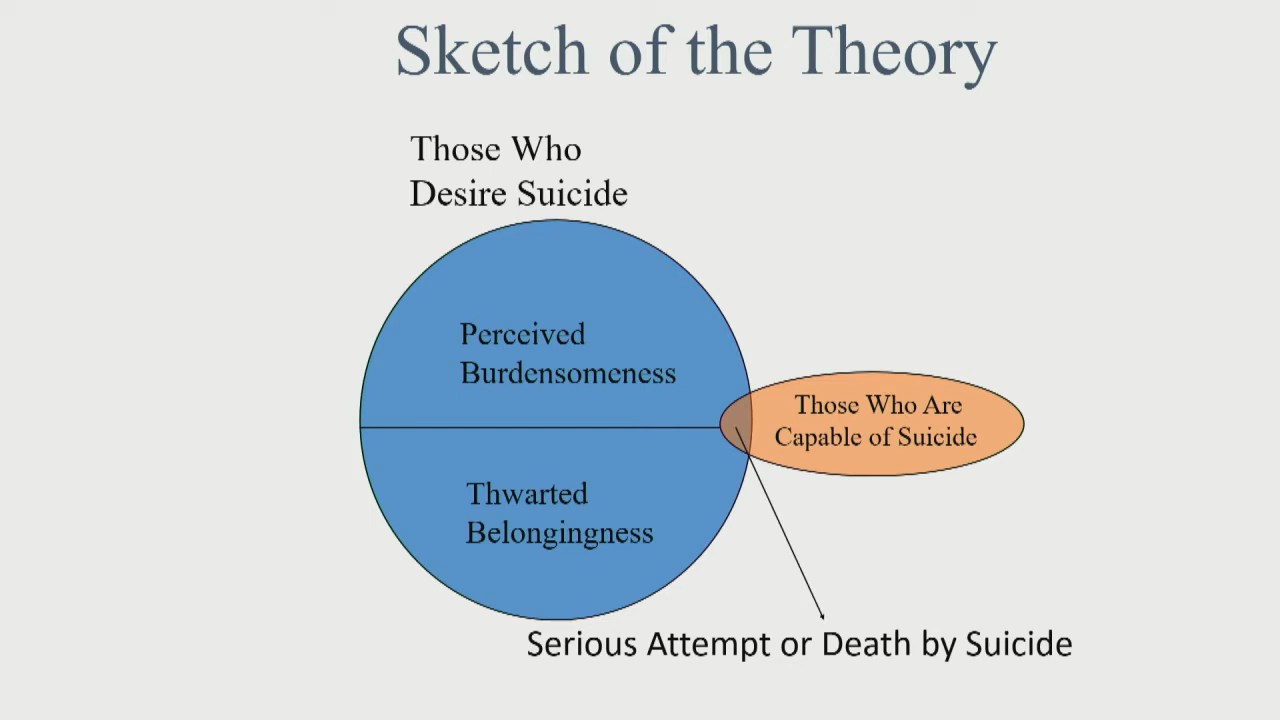 Sketch of the Theory
Those Who
Desire Suicide
Perceived
Burdensomeness
Those Who Are
Capable of Suicide
Thwarted
Belongingness
Serious Attempt or Death by Suicide